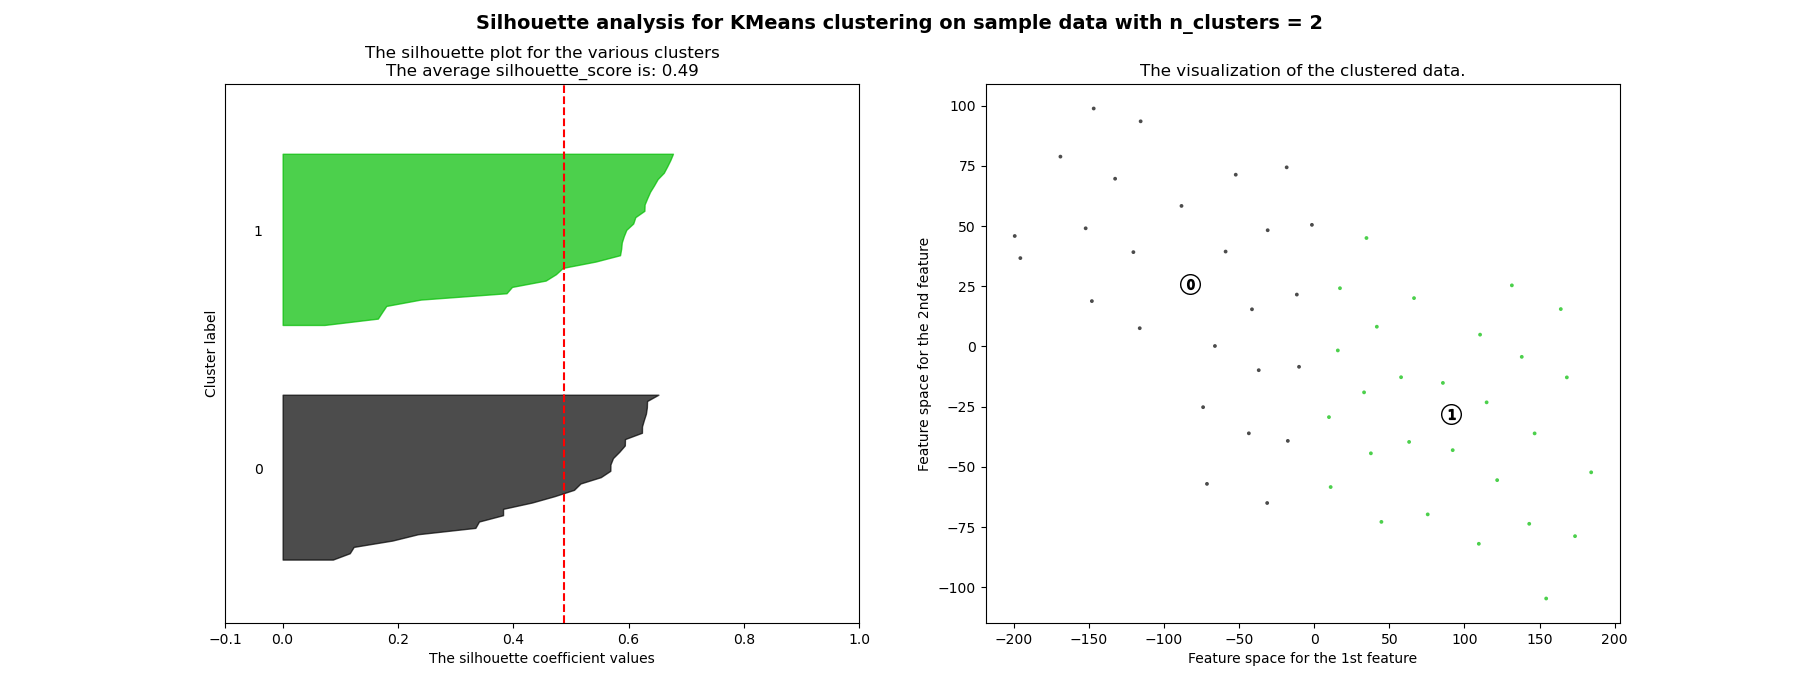 Silhouette analysis for KMeans clustering on sample data with n_clusters = 2
The silhouette plot for the various clusters
The average silhouette_score is: 0.49
1
0
Cluster label
−0.1 0.0 0.2 0.4 0.6 0.8 1.0
The silhouette coefficient values
The visualization of the clustered data.
100
75
50
25
0
−25
−50
−75
−100
Feature space for the 2nd feature
0
1
−200 −150 −100 −50 0 50 100 150 200
Feature space for the 1st feature